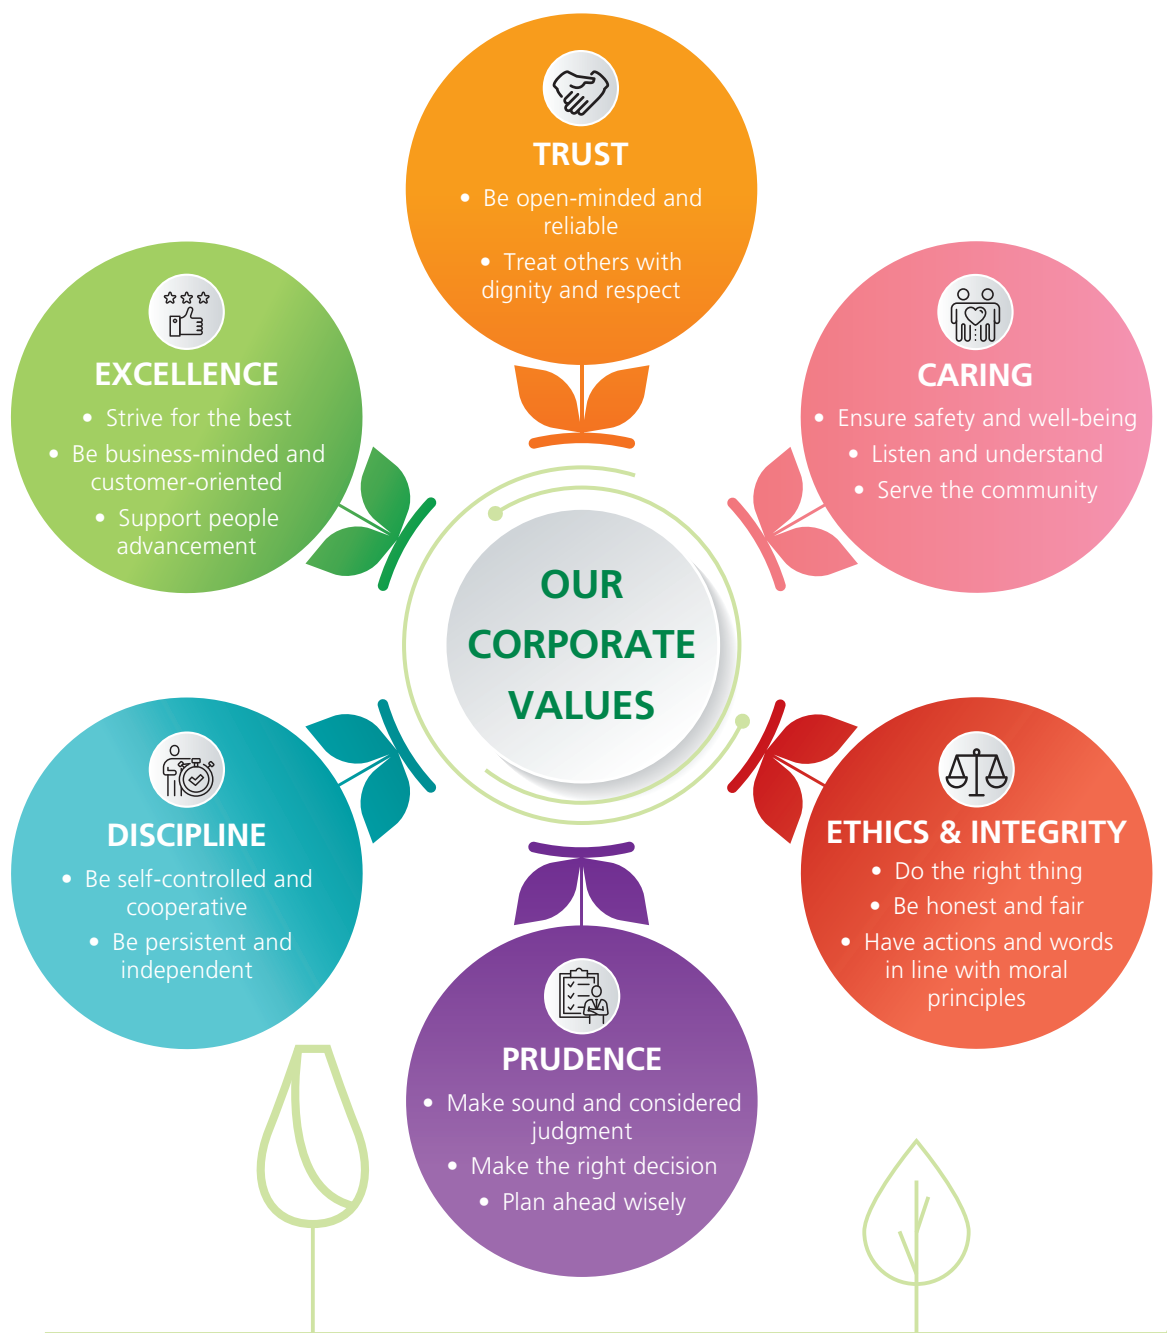 TRUST
• Be open-minded and
reliable
• Treat others with
dignity and respect
EXCELLENCE
• Strive for the best
• Be business-minded and
customer-oriented
• Support people
advancement
CARING
• Ensure safety and well-being
• Listen and understand
• Serve the community
OUR
CORPORATE
VALUES
DISCIPLINE
• Be self-controlled and
cooperative
• Be persistent and
independent
ETHICS & INTEGRITY
• Do the right thing
• Be honest and fair
• Have actions and words
in line with moral
principles
PRUDENCE
• Make sound and considered
judgment
• Make the right decision
• Plan ahead wisely